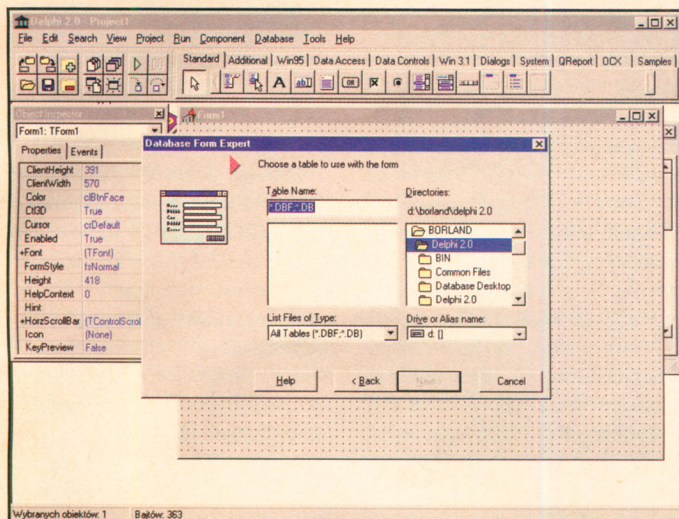 Delphi 2.0 - Project1
File Edit Search View Project Run Component Database Tools Help
Standard Additional Win95 Data Access Data Controls Win 3.1 Dialogs System QReport OCX Samples
Object Inspector
Form1: TForm1
Properties Events
ClientHeight 391
ClientWidth 570
Color clBtnFace
Ctl3D True
Cursor crDefault
Enabled True
+Font (TFont)
FormStyle fsNormal
Height 418
HelpContext 0
Hint
+HorzScrollBar (TControlScrol
Icon (None)
KeyPreview False
Form1
Database Form Expert
Choose a table to use with the form
Table Name:
*.DBF;*.DB
List Files of Type:
All Tables (*.DBF;*.DB)
Directories:
d:\borland\delphi 2.0
BORLAND
Delphi 2.0
BIN
Common Files
Database Desktop
Delphi 2.0
Drive or Alias name:
d: []
Help < Back Next > Cancel
Wybranych obiektów: 1 Bajtów: 363